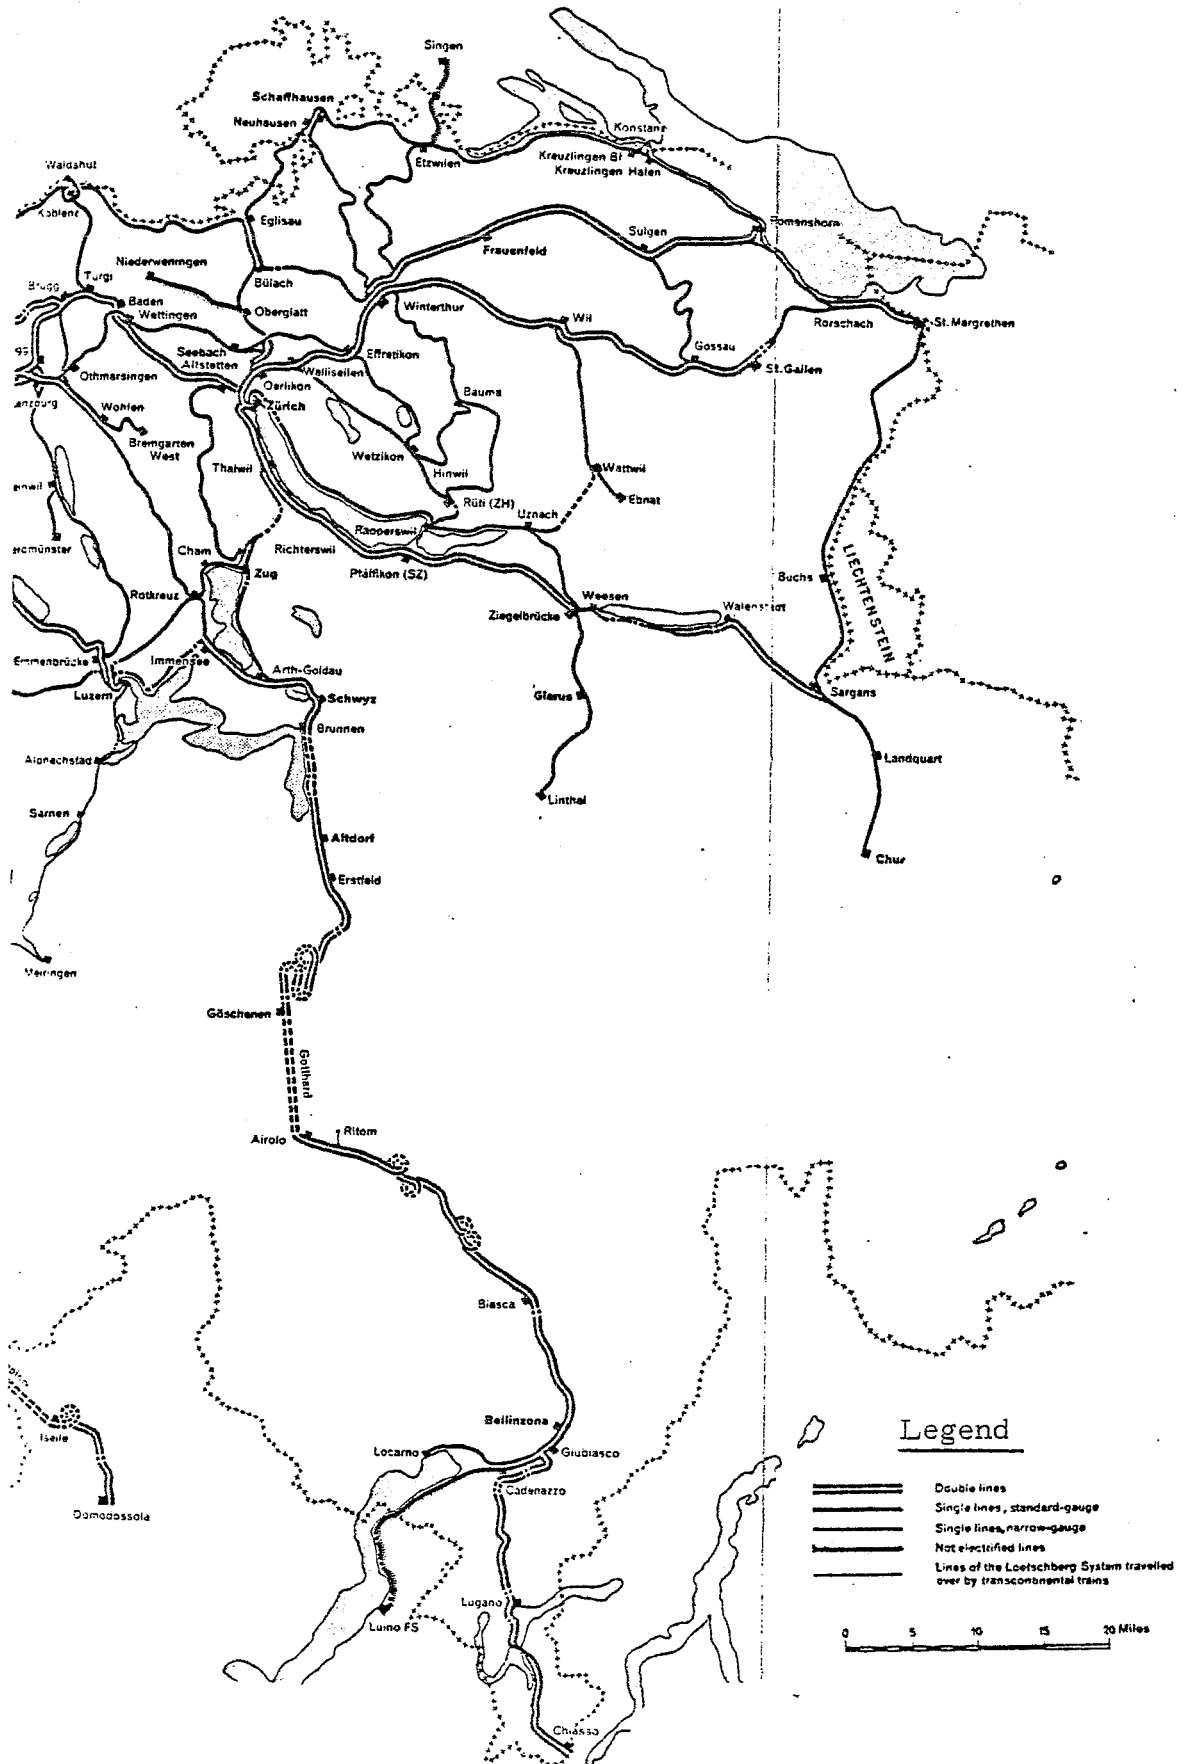 Singen
Schaffhausen
Neuhausen
Konstanz
Etzwilen
Kreuzlingen Bf
Kreuzlingen Hafen
Waldshut
Koblenz
Eglisau
Romanshorn
Sulgen
Frauenfeld
Niederweningen
Turgi
Bülach
Brugg
Baden
Wettingen
Oberglatt
Winterthur
Wil
Rorschach
St.Margrethen
Seebach
Altstetten
Effretikon
Walliseilen
Gossau
St.Gallen
Othmarsingen
Oerlikon
Zürich
Bauma
Wohlen
Bremgarten
West
Wetzikon
Thalwil
Hinwil
Wattwil
Ebnat
Rüti (ZH)
Uznach
Rapperswil
Cham
Richterswil
Zug
Pfäffikon (SZ)
Buchs
LIECHTENSTEIN
Rotkreuz
Weesen
Walenstadt
Ziegelbrücke
Emmenbrücke
Immensee
Arth-Goldau
Luzern
Schwyz
Glarus
Sargans
Brunnen
Alpnachstad
Landquart
Linthal
Sarnen
Altdorf
Chur
Erstfeld
Meiringen
Göschenen
Gotthard
Airolo
Ritom
Biasca
Bellinzona
Iselle
Locarno
Giubiasco
Cadenazzo
Domodossola
Lugano
Luino FS
Chiasso
Legend
Double lines
Single lines, standard-gauge
Single lines, narrow-gauge
Not electrified lines
Lines of the Loetschberg System travelled
over by transcontinental trains
0 5 10 15 20 Miles